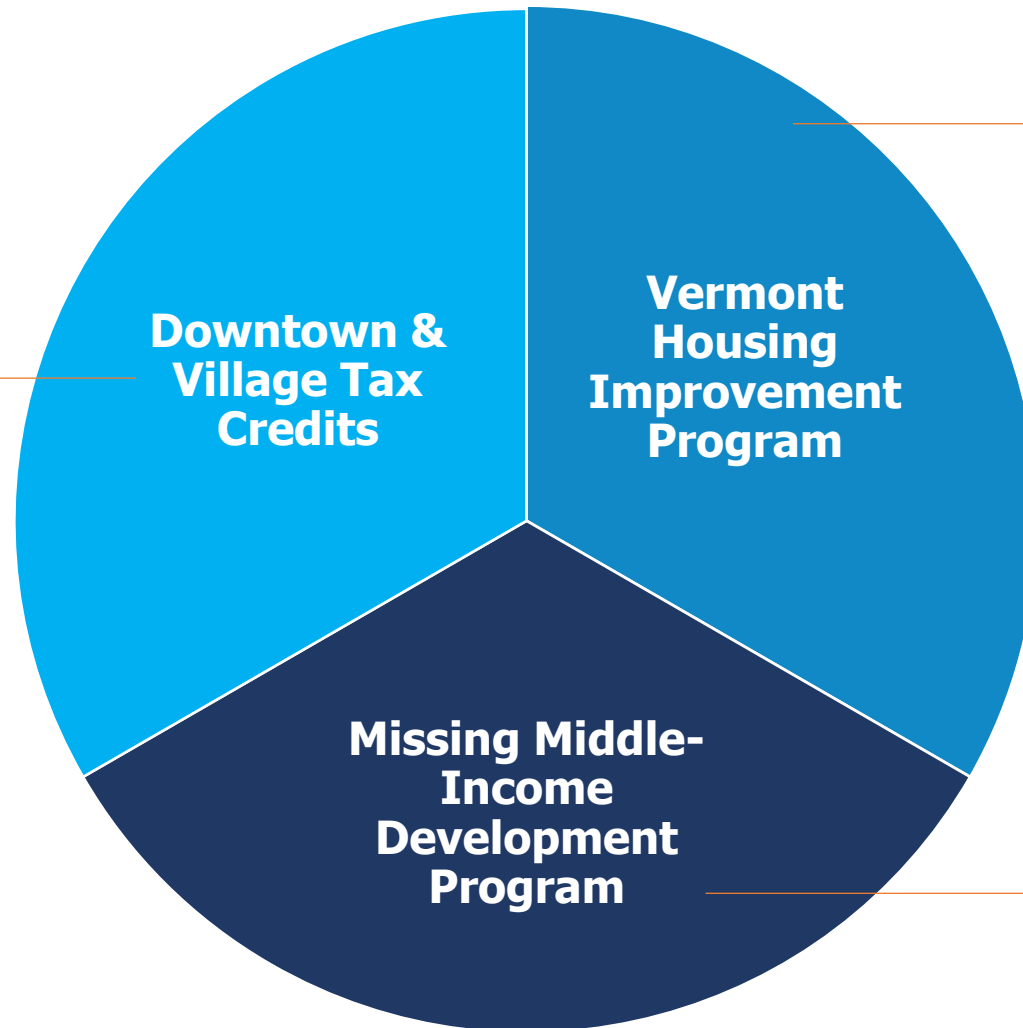 Vermont
Housing
Improvement
Program
Downtown &
Village Tax
Credits
Missing Middle-
Income
Development
Program